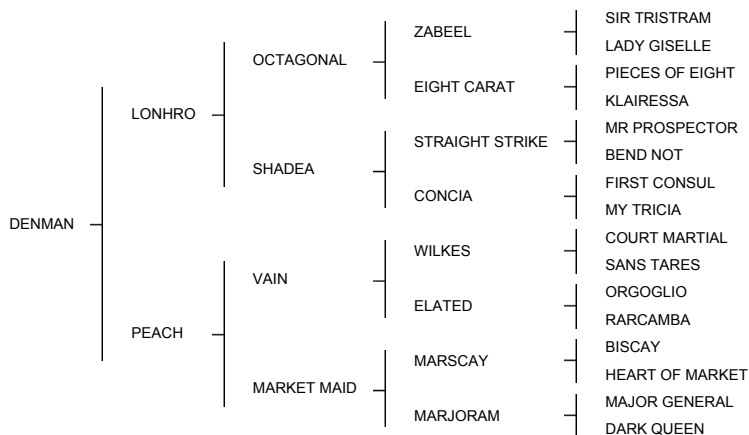 SIR TRISTRAM
ZABEEL
LADY GISELLE
OCTAGONAL
PIECES OF EIGHT
EIGHT CARAT
KLAIRESSA
LONHRO
MR PROSPECTOR
STRAIGHT STRIKE
BEND NOT
SHADEA
FIRST CONSUL
CONCIA
MY TRICIA
DENMAN
COURT MARTIAL
WILKES
SANS TARES
VAIN
ORGOGLIO
ELATED
RARCAMBA
PEACH
BISCAY
MARSCAY
HEART OF MARKET
MARKET MAID
MAJOR GENERAL
MARJORAM
DARK QUEEN